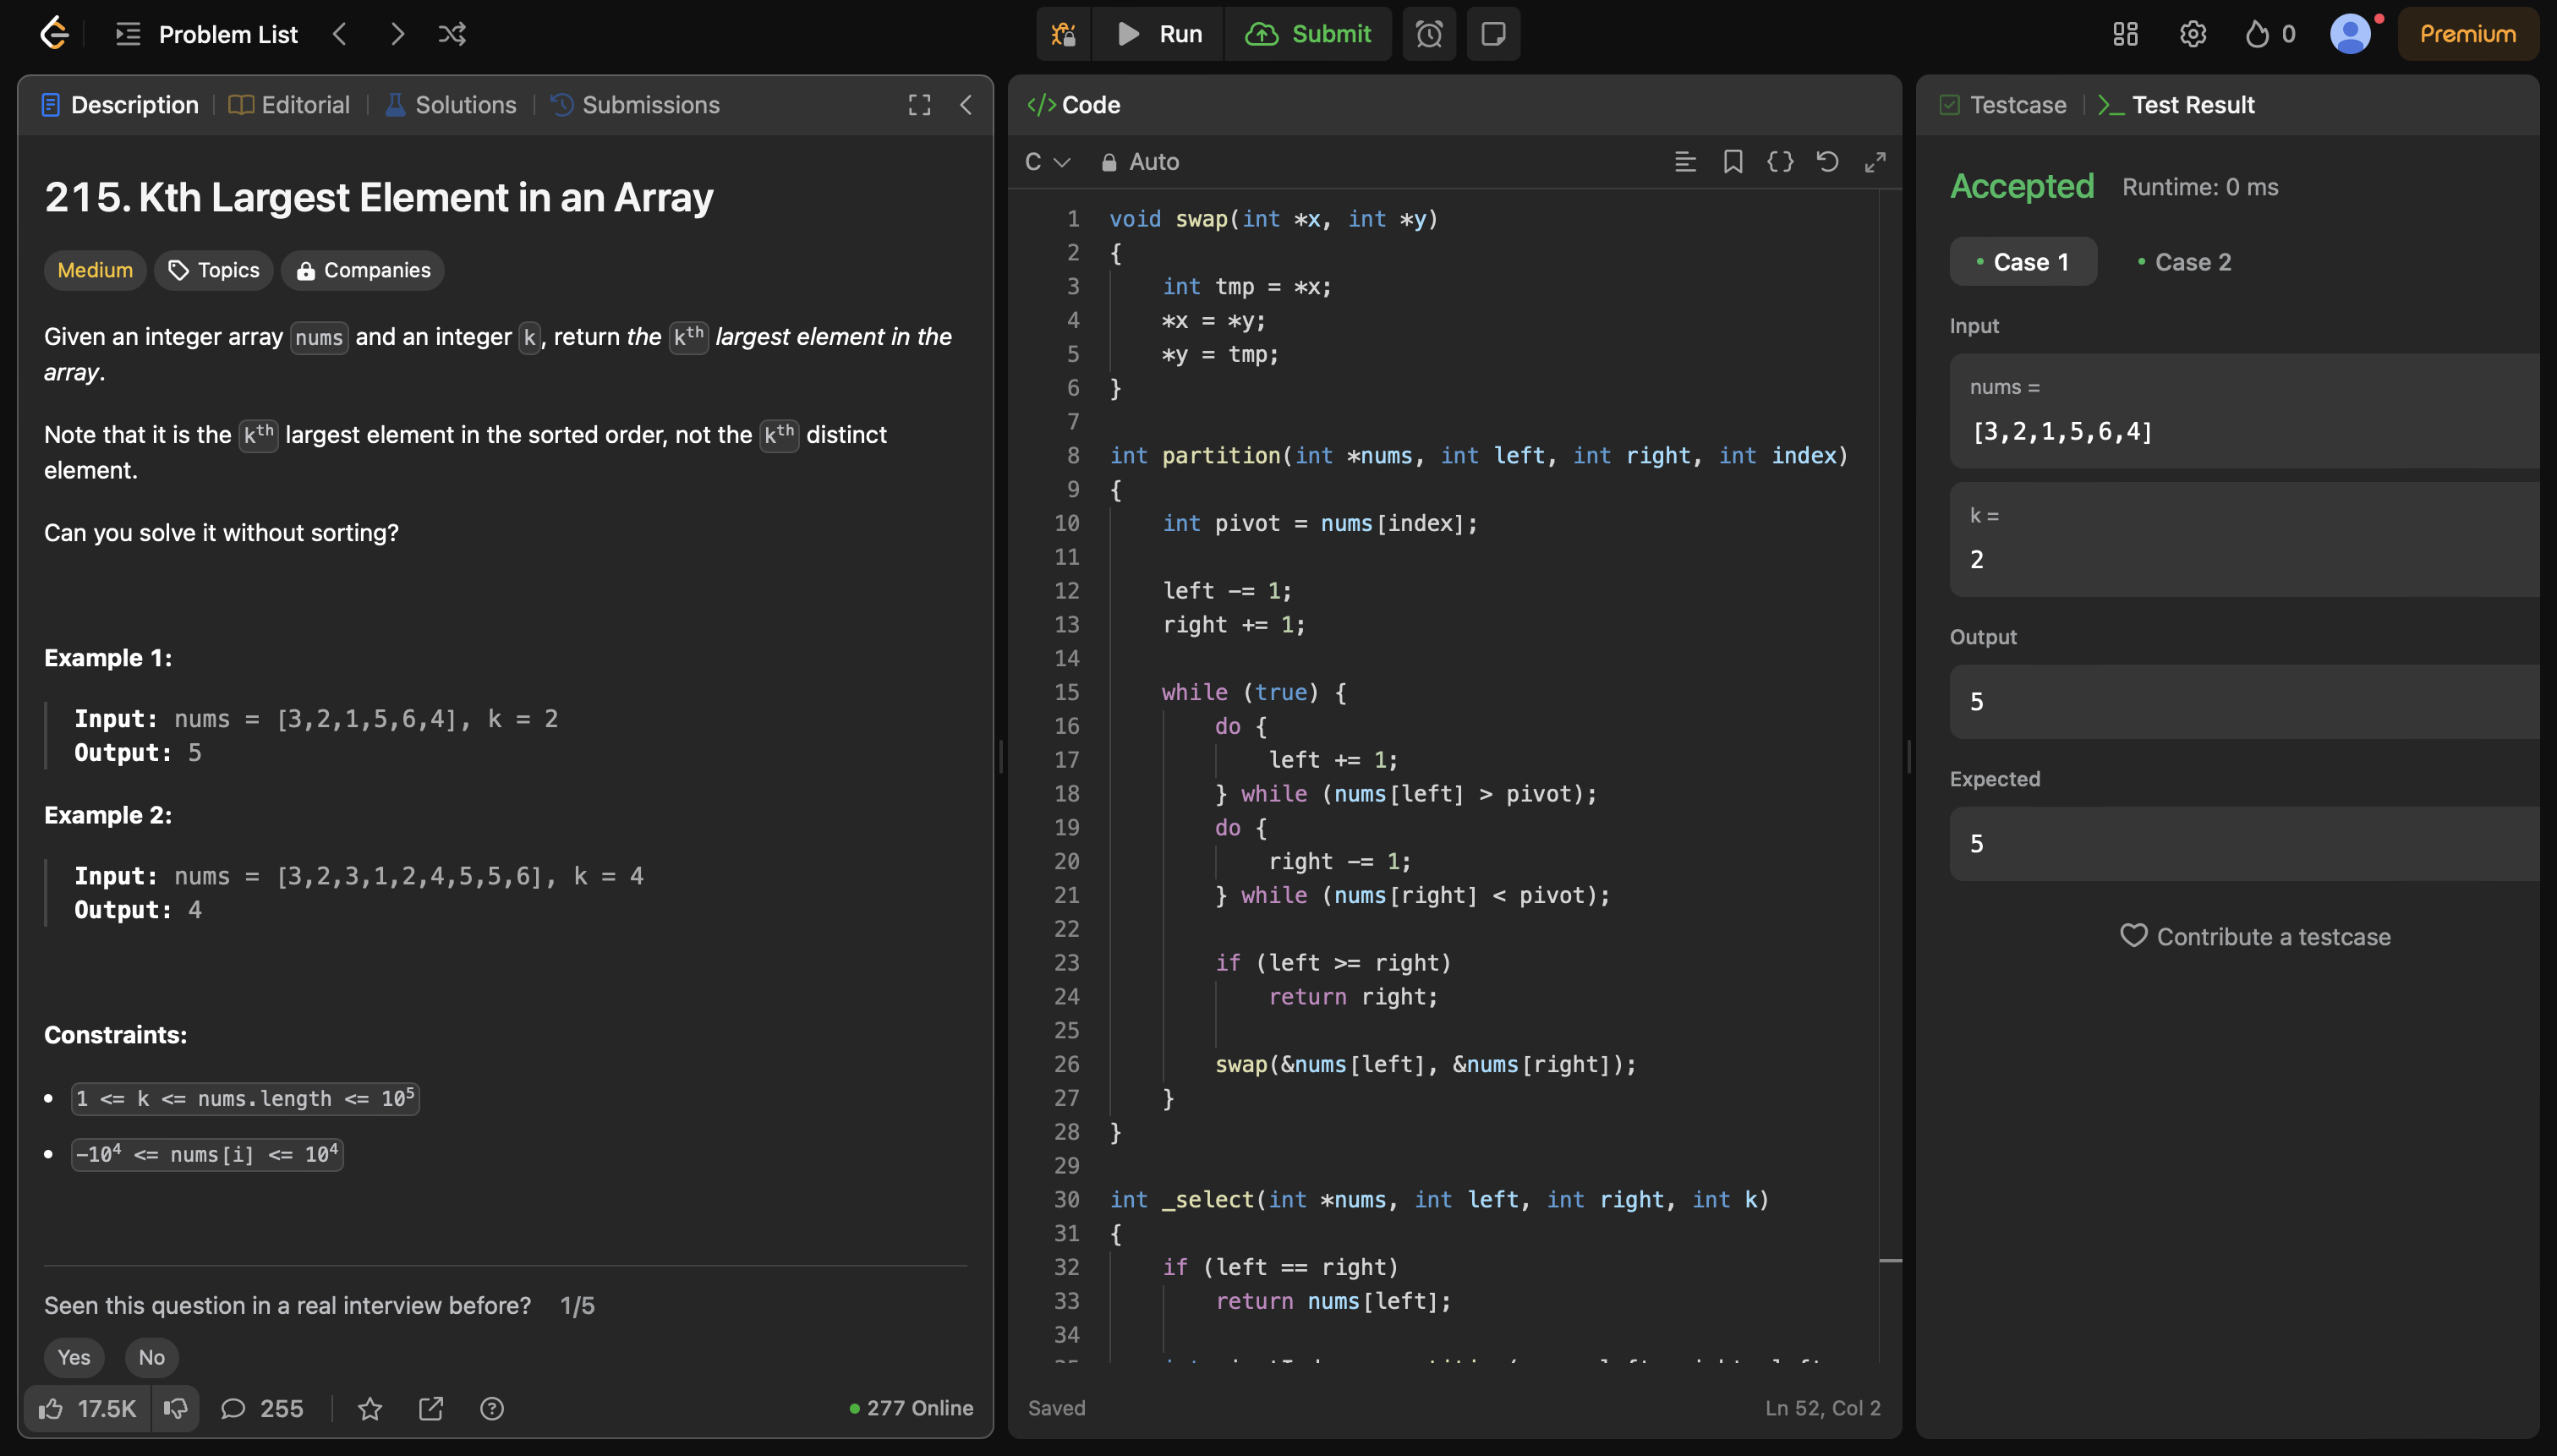 Problem List
Run
Submit
0
Premium
Description
Editorial
Solutions
Submissions
215. Kth Largest Element in an Array
Medium
Topics
Companies
Given an integer array nums and an integer k, return the kth largest element in the
array.
Note that it is the kth largest element in the sorted order, not the kth distinct
element.
Can you solve it without sorting?
Example 1:
Input: nums = [3,2,1,5,6,4], k = 2
Output: 5
Example 2:
Input: nums = [3,2,3,1,2,4,5,5,6], k = 4
Output: 4
Constraints:
1 <= k <= nums.length <= 10^5
-10^4 <= nums[i] <= 10^4
Seen this question in a real interview before? 1/5
Yes
No
17.5K
255
277 Online
</> Code
C
Auto
1 void swap(int *x, int *y)
2 {
3     int tmp = *x;
4     *x = *y;
5     *y = tmp;
6 }
7
8 int partition(int *nums, int left, int right, int index)
9 {
10     int pivot = nums[index];
11
12     left -= 1;
13     right += 1;
14
15     while (true) {
16         do {
17             left += 1;
18         } while (nums[left] > pivot);
19         do {
20             right -= 1;
21         } while (nums[right] < pivot);
22
23         if (left >= right)
24             return right;
25
26         swap(&nums[left], &nums[right]);
27     }
28 }
29
30 int _select(int *nums, int left, int right, int k)
31 {
32     if (left == right)
33         return nums[left];
34
Saved
Ln 52, Col 2
Testcase
Test Result
Accepted
Runtime: 0 ms
Case 1
Case 2
Input
nums =
[3,2,1,5,6,4]
k =
2
Output
5
Expected
5
Contribute a testcase